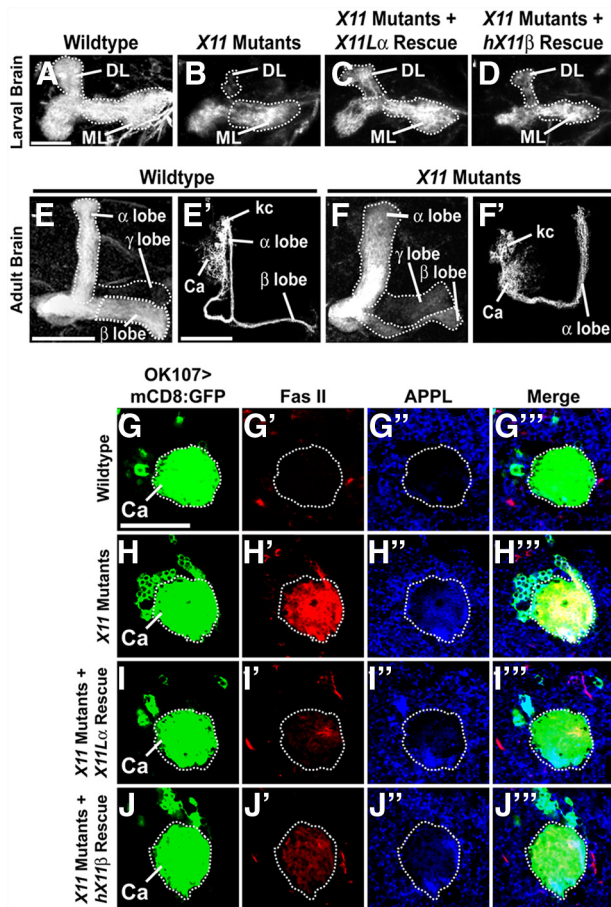 Wildtype
X11 Mutants
X11 Mutants +
X11Lα Rescue
X11 Mutants +
hX11β Rescue
Larval Brain
A
DL
ML
B
DL
C
DL
D
DL
ML
Wildtype
X11 Mutants
Adult Brain
E
α lobe
γ lobe
β lobe
E'
kc
α lobe
Ca
β lobe
F
α lobe
γ lobe
β lobe
F'
kc
Ca
α lobe
OK107>
mCD8:GFP
Fas II
APPL
Merge
Wildtype
G
Ca
G'
G''
G'''
X11 Mutants
H
Ca
H'
H''
H'''
X11 Mutants +
X11Lα Rescue
I
Ca
I'
I''
I'''
X11 Mutants +
hX11β Rescue
J
Ca
J'
J''
J'''